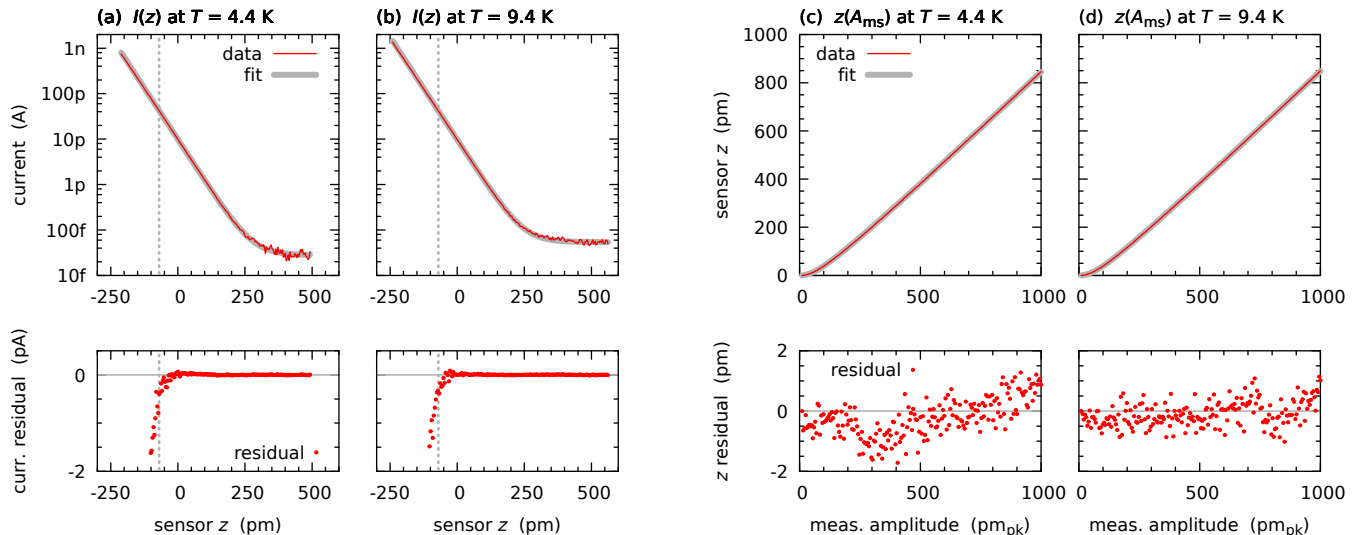 (a) I(z) at T = 4.4 K
(b) I(z) at T = 9.4 K
(c) z(Ams) at T = 4.4 K
(d) z(Ams) at T = 9.4 K
current (A)
1n
100p
10p
1p
100f
10f
data
fit
-250 0 250 500
data
fit
-250 0 250 500
sensor z (pm)
1000
800
600
400
200
0
data
fit
0 1000
0 1000
curr. residual (pA)
0
-2
residual
-250 0 250 500
sensor z (pm)
-250 0 250 500
sensor z (pm)
z residual (pm)
2
0
-2
residual
0 1000
meas. amplitude (pmpk)
0 1000
meas. amplitude (pmpk)